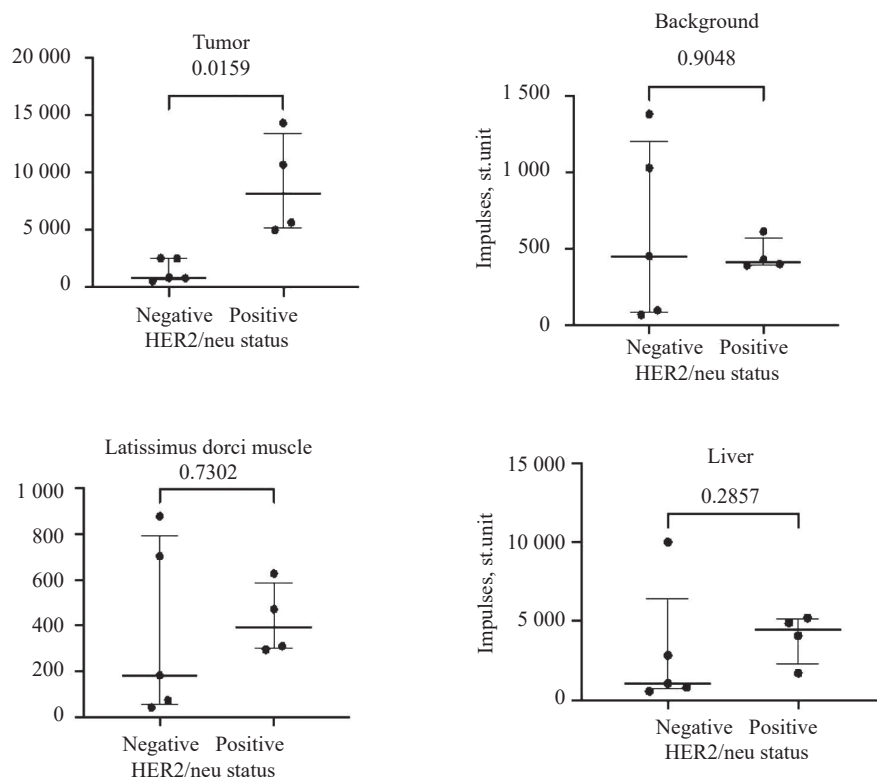 Tumor
0.0159
20 000
15 000
10 000
5 000
0
Negative Positive
HER2/neu status
Background
0.9048
Impulses, st.unit
1 500
1 000
500
0
Negative Positive
HER2/neu status
Latissimus dorci muscle
0.7302
1 000
800
600
400
200
0
Negative Positive
HER2/neu status
Liver
0.2857
Impulses, st.unit
15 000
10 000
5 000
0
Negative Positive
HER2/neu status